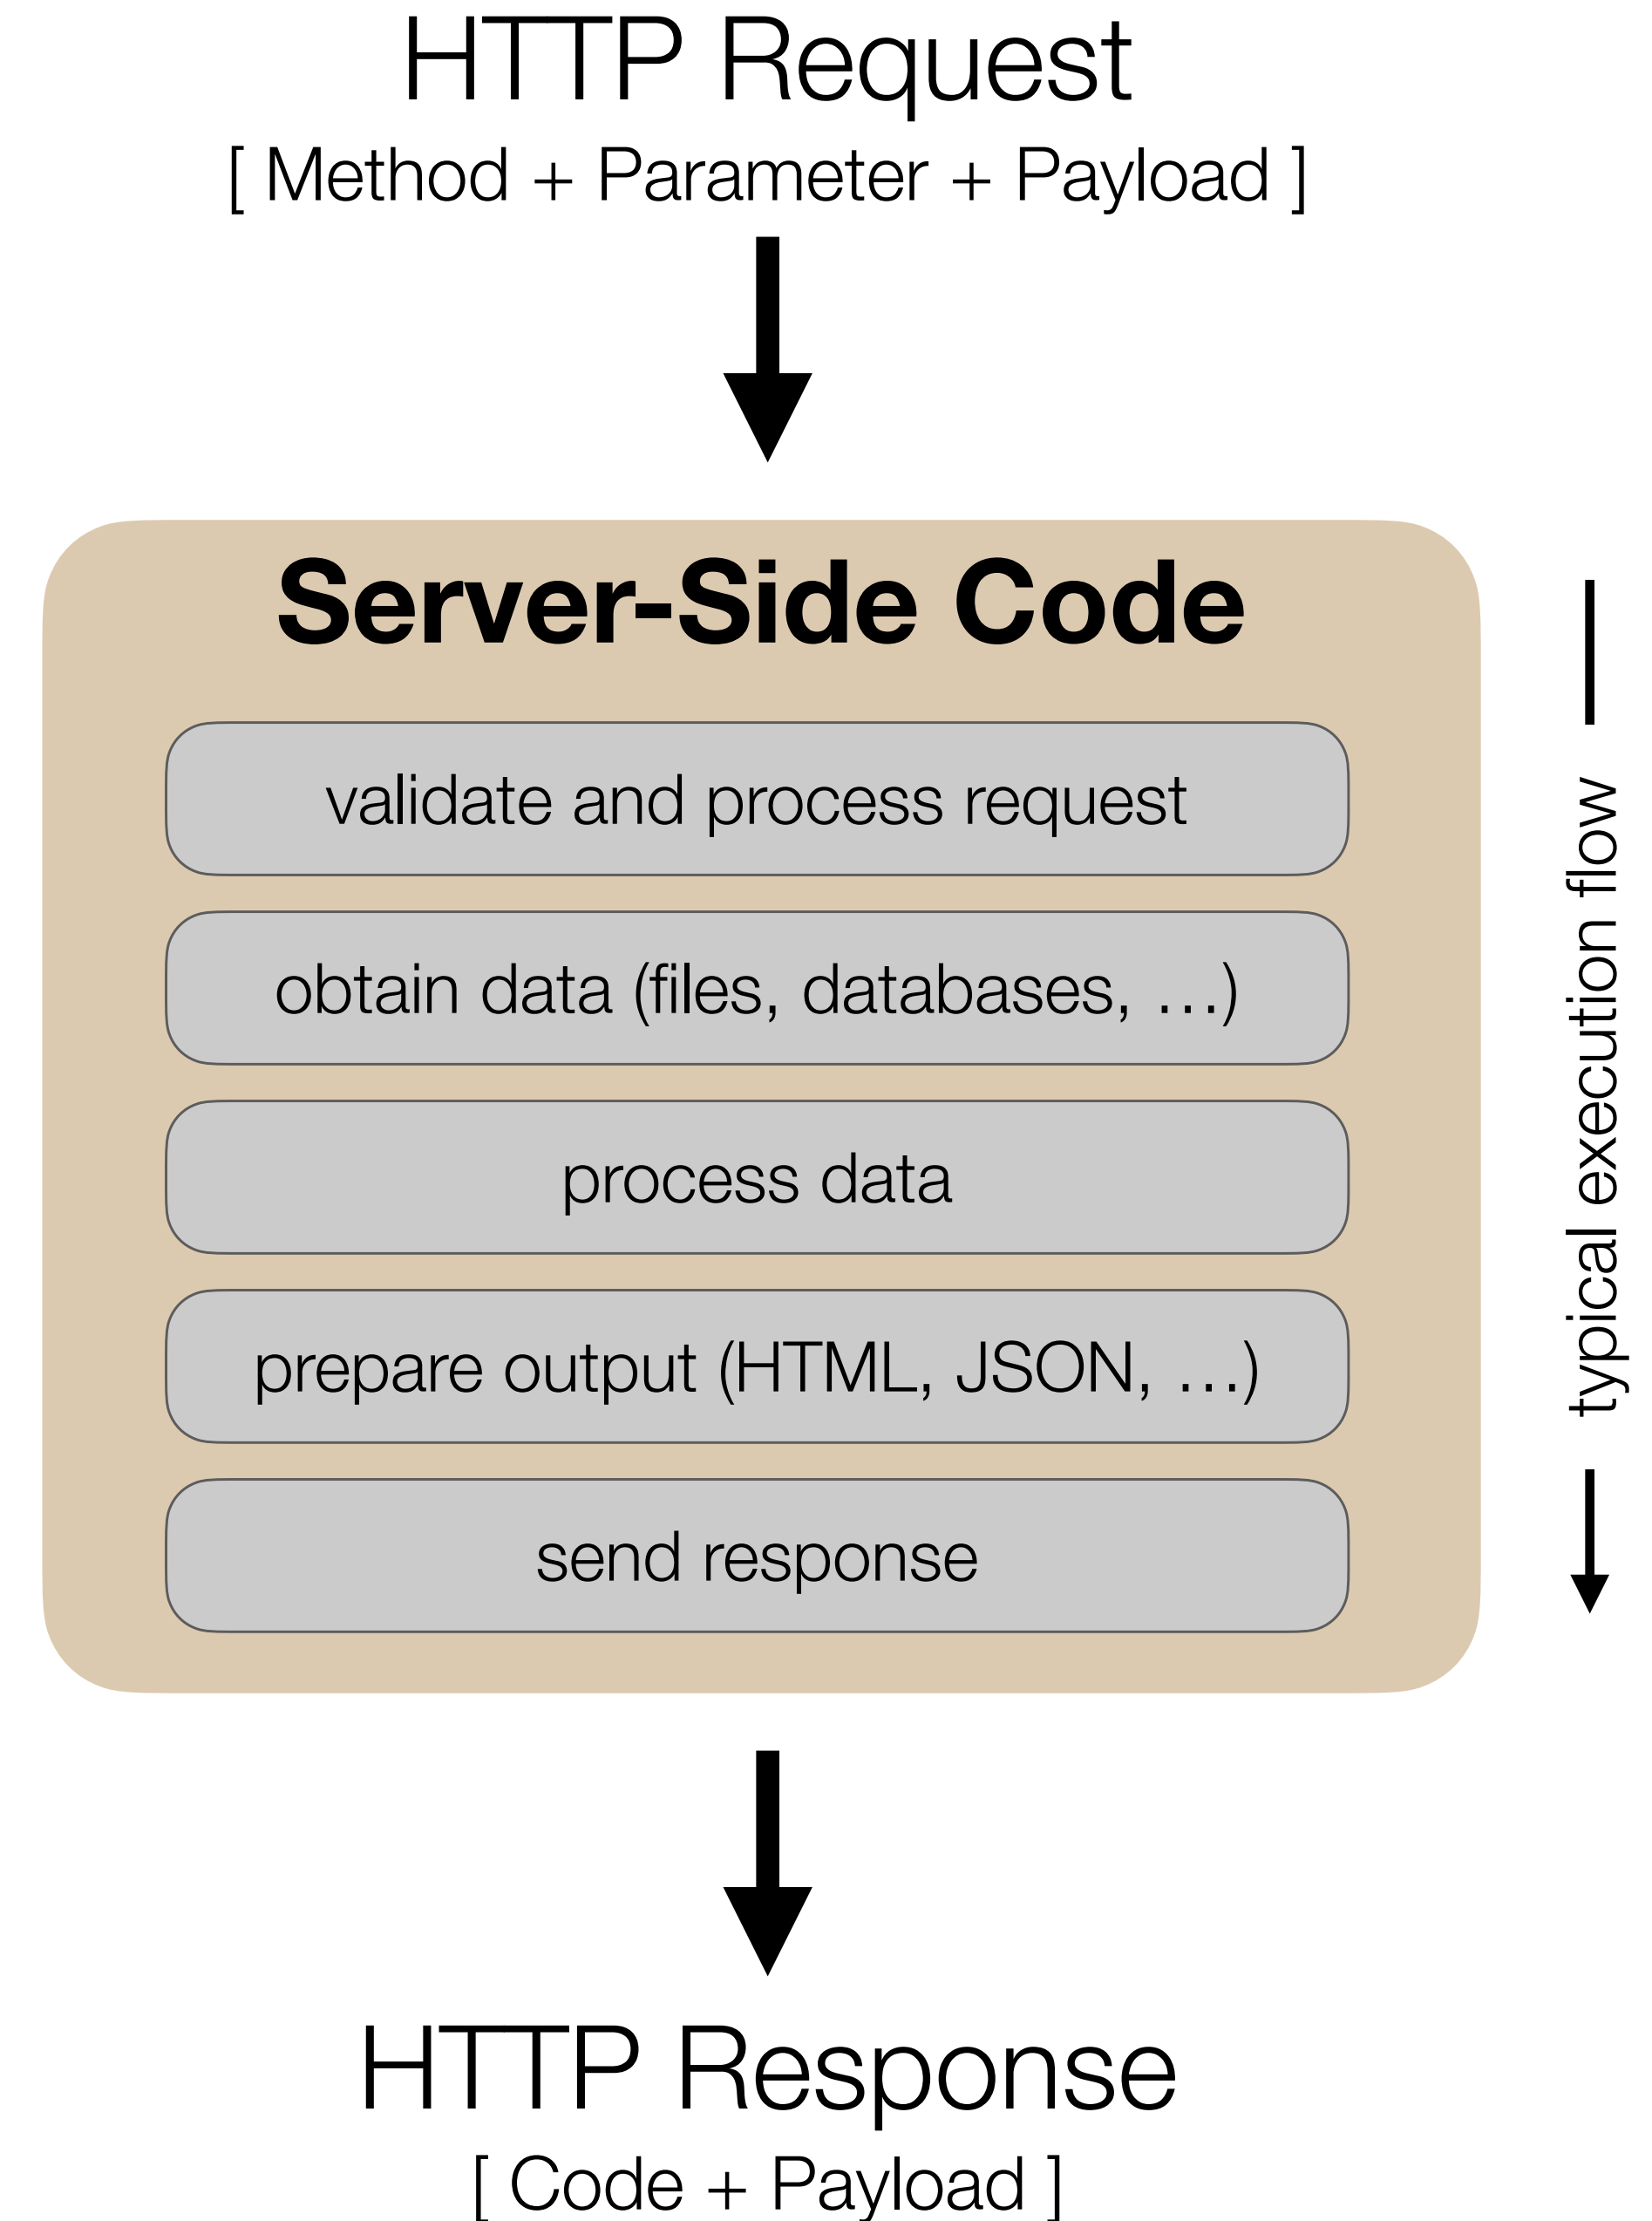 HTTP Request
[ Method + Parameter + Payload ]
Server-Side Code
validate and process request
obtain data (files, databases, …)
process data
prepare output (HTML, JSON, …)
send response
typical execution flow
HTTP Response
[ Code + Payload ]